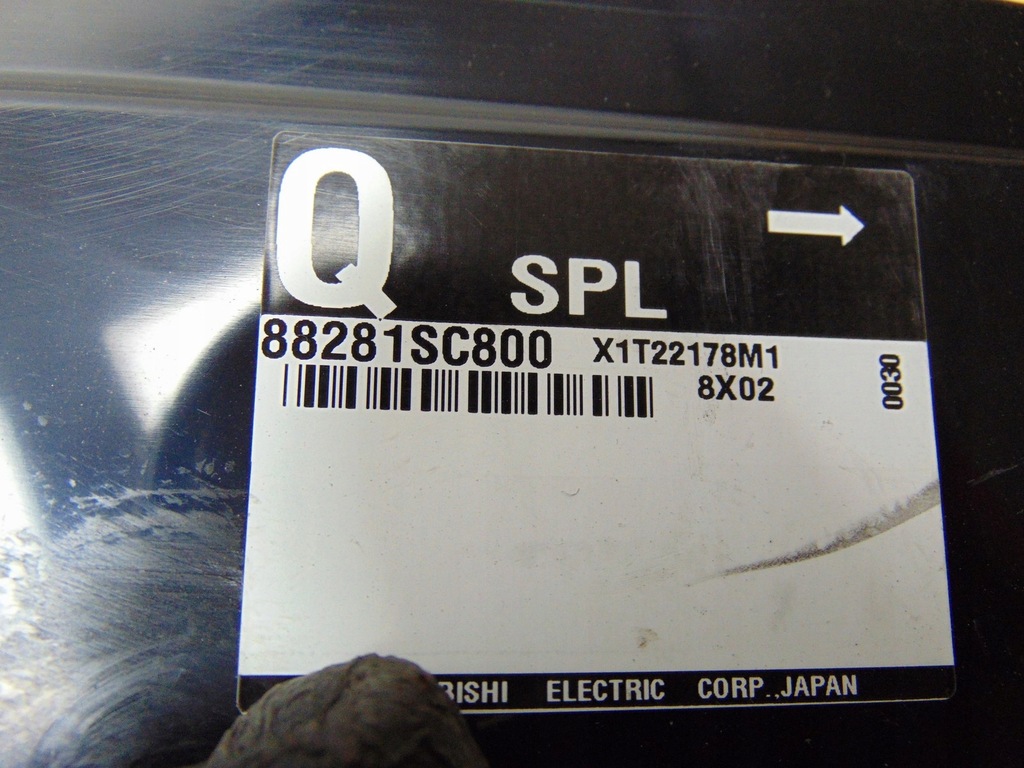 Q
SPL
88281SC800 X1T22178M1
8X02
0030
BISHI ELECTRIC CORP.,JAPAN